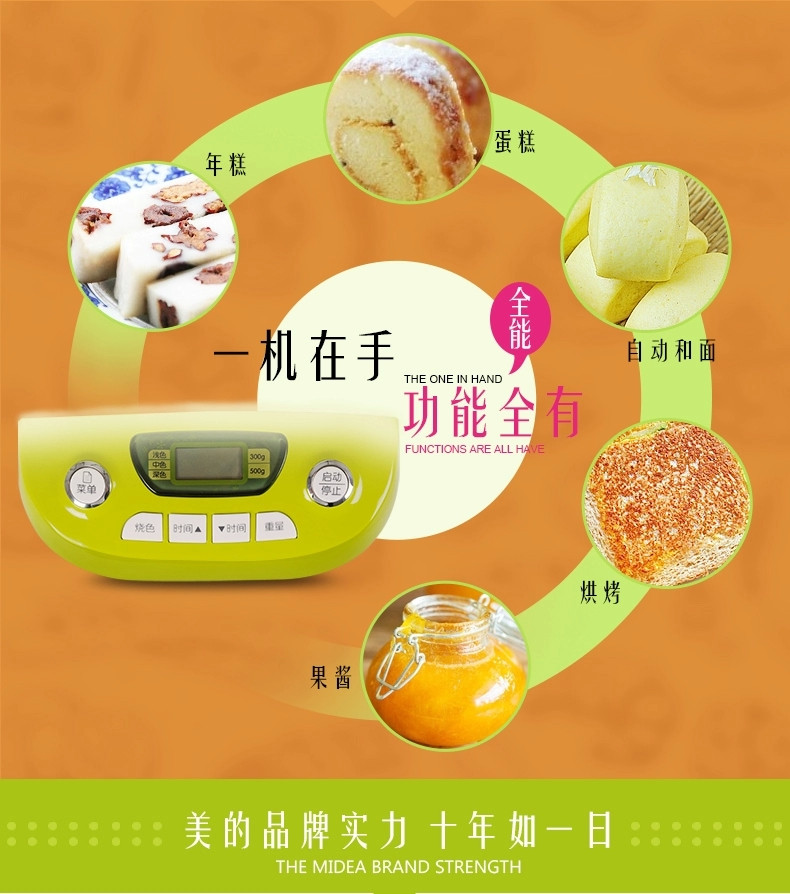 蛋糕
年糕
全能
自动和面
一机在手
THE ONE IN HAND
功能全有
FUNCTIONS ARE ALL HAVE
浅色
中色
深色
300g
500g
菜单
启动
停止
烧色
时间▲
▼时间
重量
烘烤
果酱
美的品牌实力 十年如一日
THE MIDEA BRAND STRENGTH